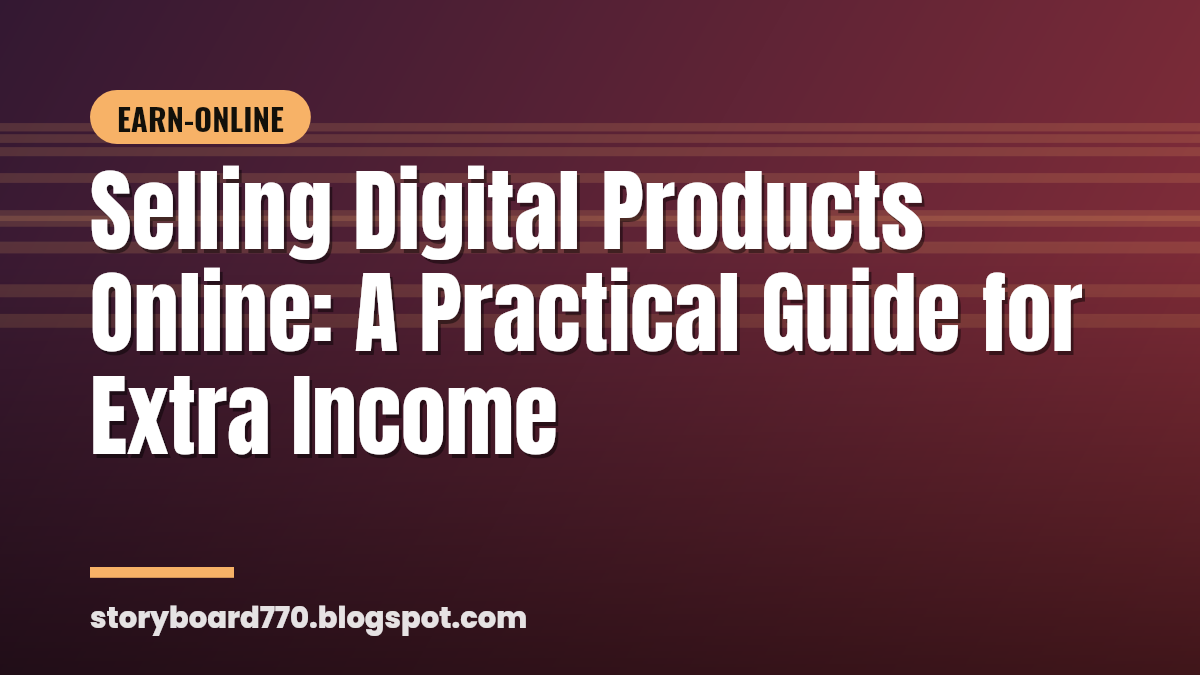 EARN-ONLINE
Selling Digital Products
Online: A Practical Guide for
Extra Income
storyboard770.blogspot.com